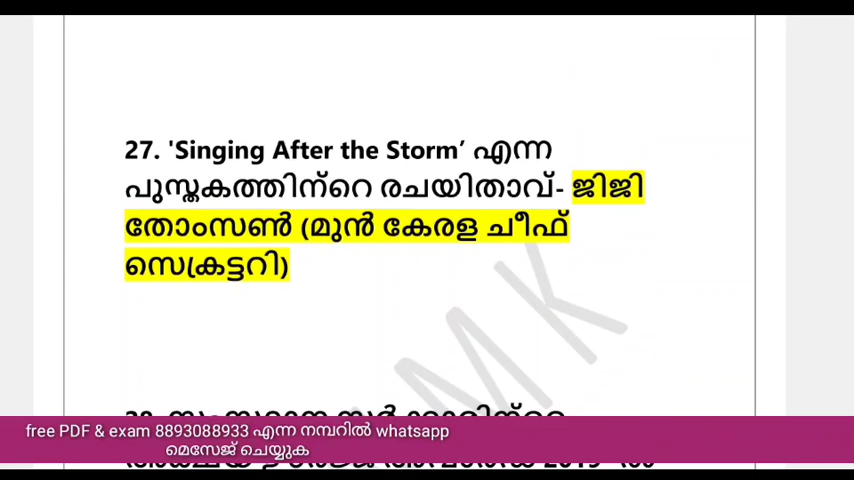 27. 'Singing After the Storm’ എന്ന
പുസ്തകത്തിന്റെ രചയിതാവ്- ജിജി
തോംസൺ (മുൻ കേരള ചീഫ്
സെക്രട്ടറി)
MK
free PDF & exam 8893088933 എന്ന നമ്പറിൽ whatsapp
മെസേജ് ചെയ്യുക